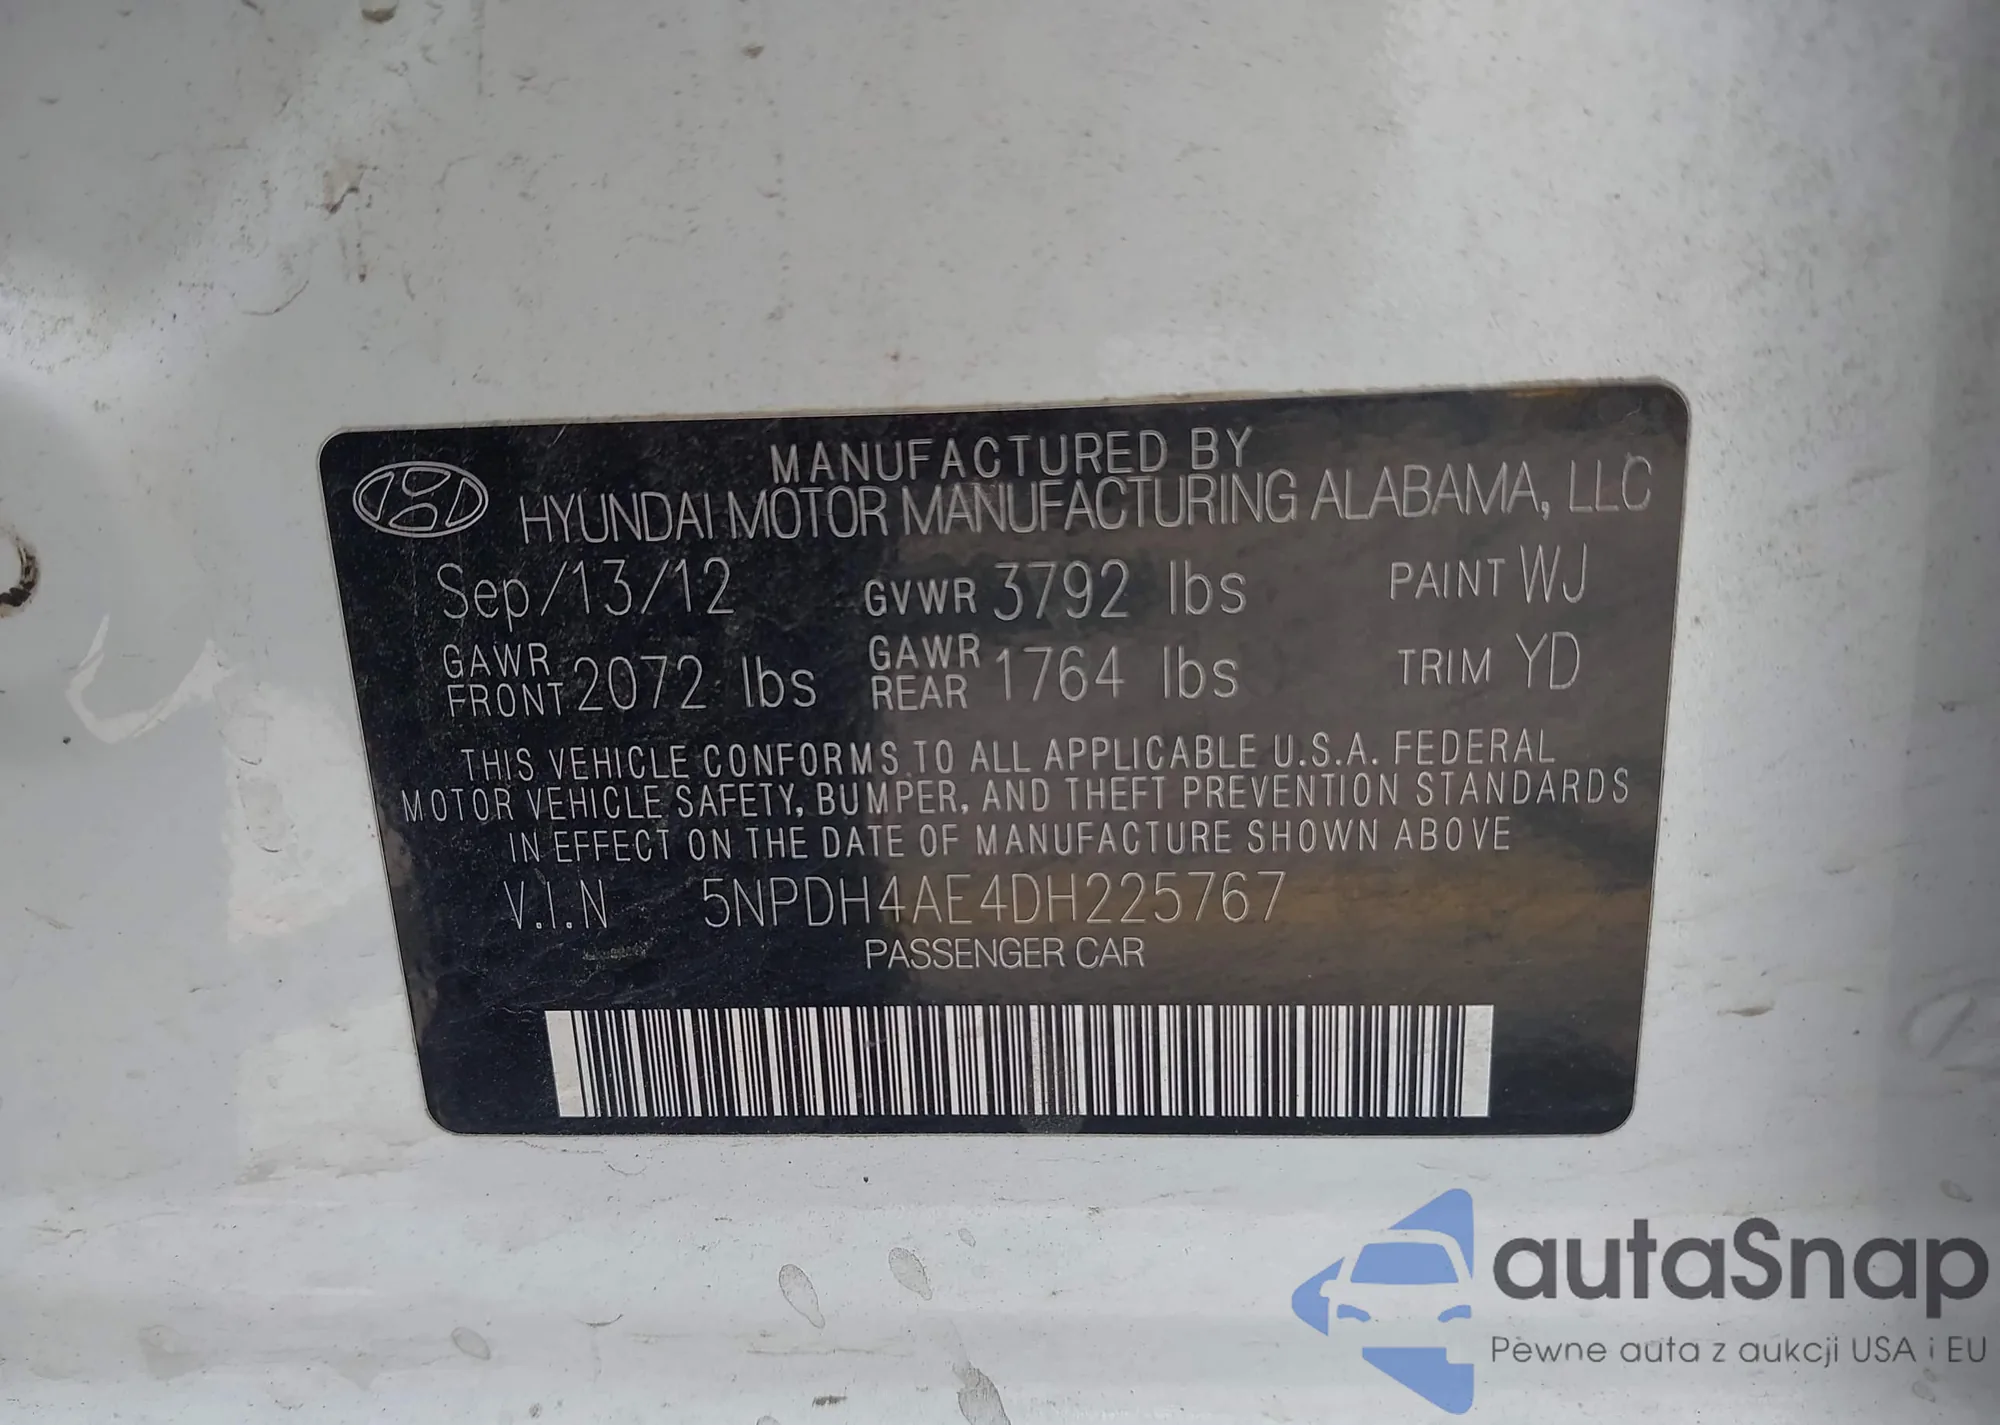 MANUFACTURED BY
HYUNDAI MOTOR MANUFACTURING ALABAMA, LLC
Sep/13/12 GVWR 3792 lbs PAINT WJ
GAWR FRONT 2072 lbs GAWR REAR 1764 lbs TRIM YD
THIS VEHICLE CONFORMS TO ALL APPLICABLE U.S.A. FEDERAL
MOTOR VEHICLE SAFETY, BUMPER, AND THEFT PREVENTION STANDARDS
IN EFFECT ON THE DATE OF MANUFACTURE SHOWN ABOVE
V.I.N 5NPDH4AE4DH225767
PASSENGER CAR
autaSnap
Pewne auta z aukcji USA i EU